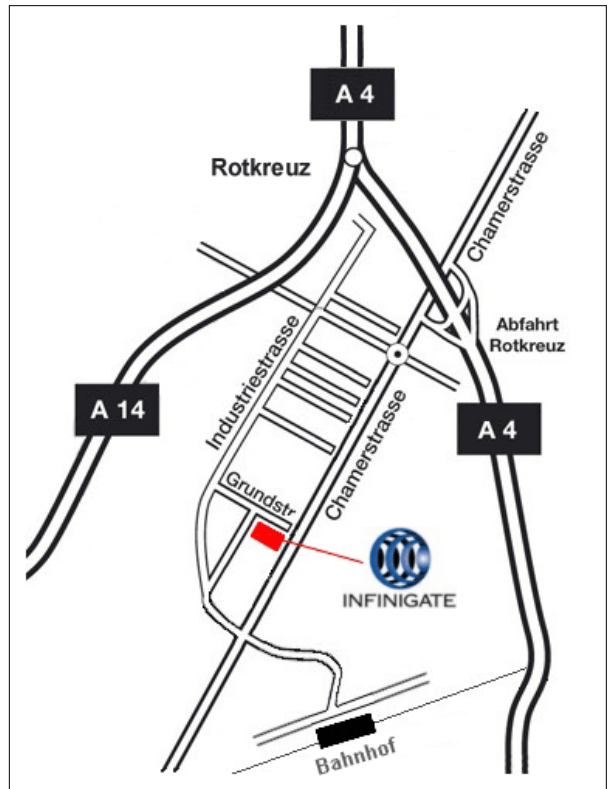 A 4
Rotkreuz
Chamerstrasse
Abfahrt
Rotkreuz
Industriestrasse
A 14
A 4
Chamerstrasse
Grundstr
INFINIGATE
Bahnhof